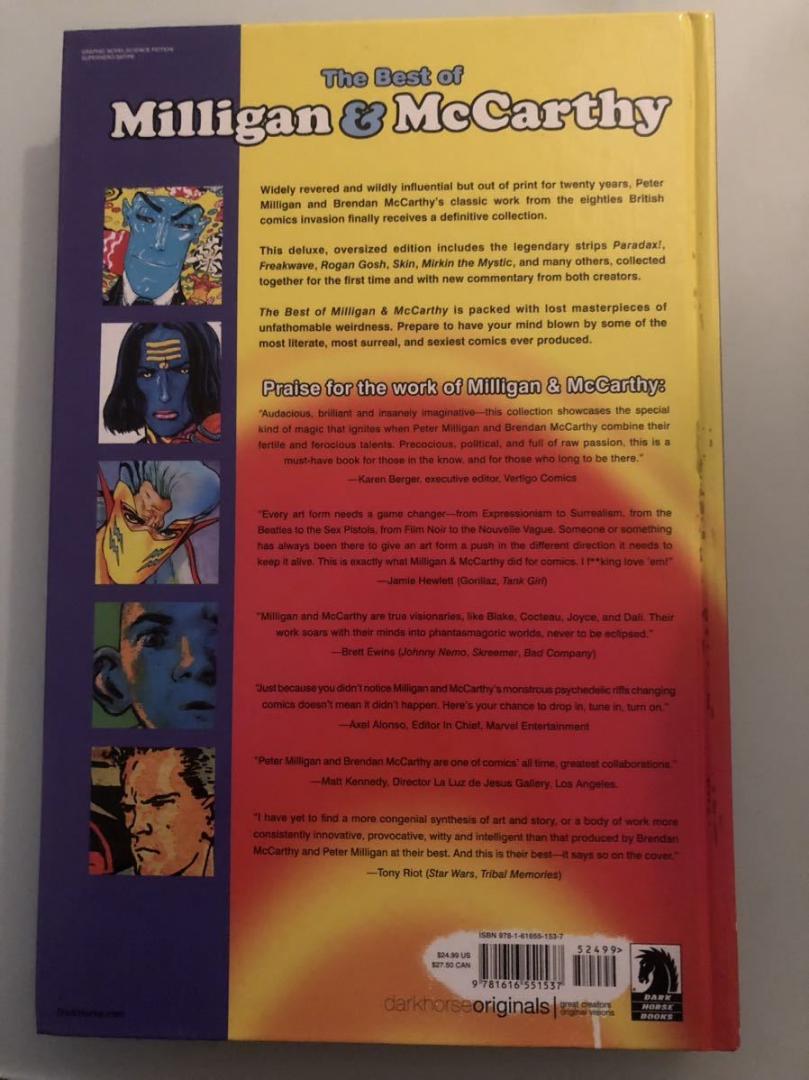 GRAPHIC NOVEL/SCIENCE FICTION
SUPERHERO/SATIRE
The Best of
Milligan & McCarthy
Widely revered and wildly influential but out of print for twenty years, Peter
Milligan and Brendan McCarthy's classic work from the eighties British
comics invasion finally receives a definitive collection.
This deluxe, oversized edition includes the legendary strips Paradax!,
Freakwave, Rogan Gosh, Skin, Mirkin the Mystic, and many others, collected
together for the first time and with new commentary from both creators.
The Best of Milligan & McCarthy is packed with lost masterpieces of
unfathomable weirdness. Prepare to have your mind blown by some of the
most literate, most surreal, and sexiest comics ever produced.
Praise for the work of Milligan & McCarthy:
"Audacious, brilliant and insanely imaginative—this collection showcases the special
kind of magic that ignites when Peter Milligan and Brendan McCarthy combine their
fertile and ferocious talents. Precocious, political, and full of raw passion, this is a
must-have book for those in the know, and for those who long to be there."
—Karen Berger, executive editor, Vertigo Comics
"Every art form needs a game changer—from Expressionism to Surrealism, from the
Beatles to the Sex Pistols, from Film Noir to the Nouvelle Vague. Someone or something
has always been there to give an art form a push in the different direction it needs to
keep it alive. This is exactly what Milligan & McCarthy did for comics. I f**king love 'em!"
—Jamie Hewlett (Gorillaz, Tank Girl)
"Milligan and McCarthy are true visionaries, like Blake, Cocteau, Joyce, and Dali. Their
work soars with their minds into phantasmagoric worlds, never to be eclipsed."
—Brett Ewins (Johnny Nemo, Skreemer, Bad Company)
"Just because you didn't notice Milligan and McCarthy's monstrous psychedelic riffs changing
comics doesn't mean it didn't happen. Here's your chance to drop in, tune in, turn on."
—Axel Alonso, Editor In Chief, Marvel Entertainment
"Peter Milligan and Brendan McCarthy are one of comics' all time, greatest collaborations."
—Matt Kennedy, Director La Luz de Jesus Gallery, Los Angeles.
"I have yet to find a more congenial synthesis of art and story, or a body of work more
consistently innovative, provocative, witty and intelligent than that produced by Brendan
McCarthy and Peter Milligan at their best. And this is their best—it says so on the cover."
—Tony Riot (Star Wars, Tribal Memories)
ISBN 978-1-61655-153-7
$24.99 US
$27.50 CAN
52499>
9 781616 551537
darkhorseoriginals
great creators
original visions
DARK
HORSE
BOOKS
DarkHorse.com